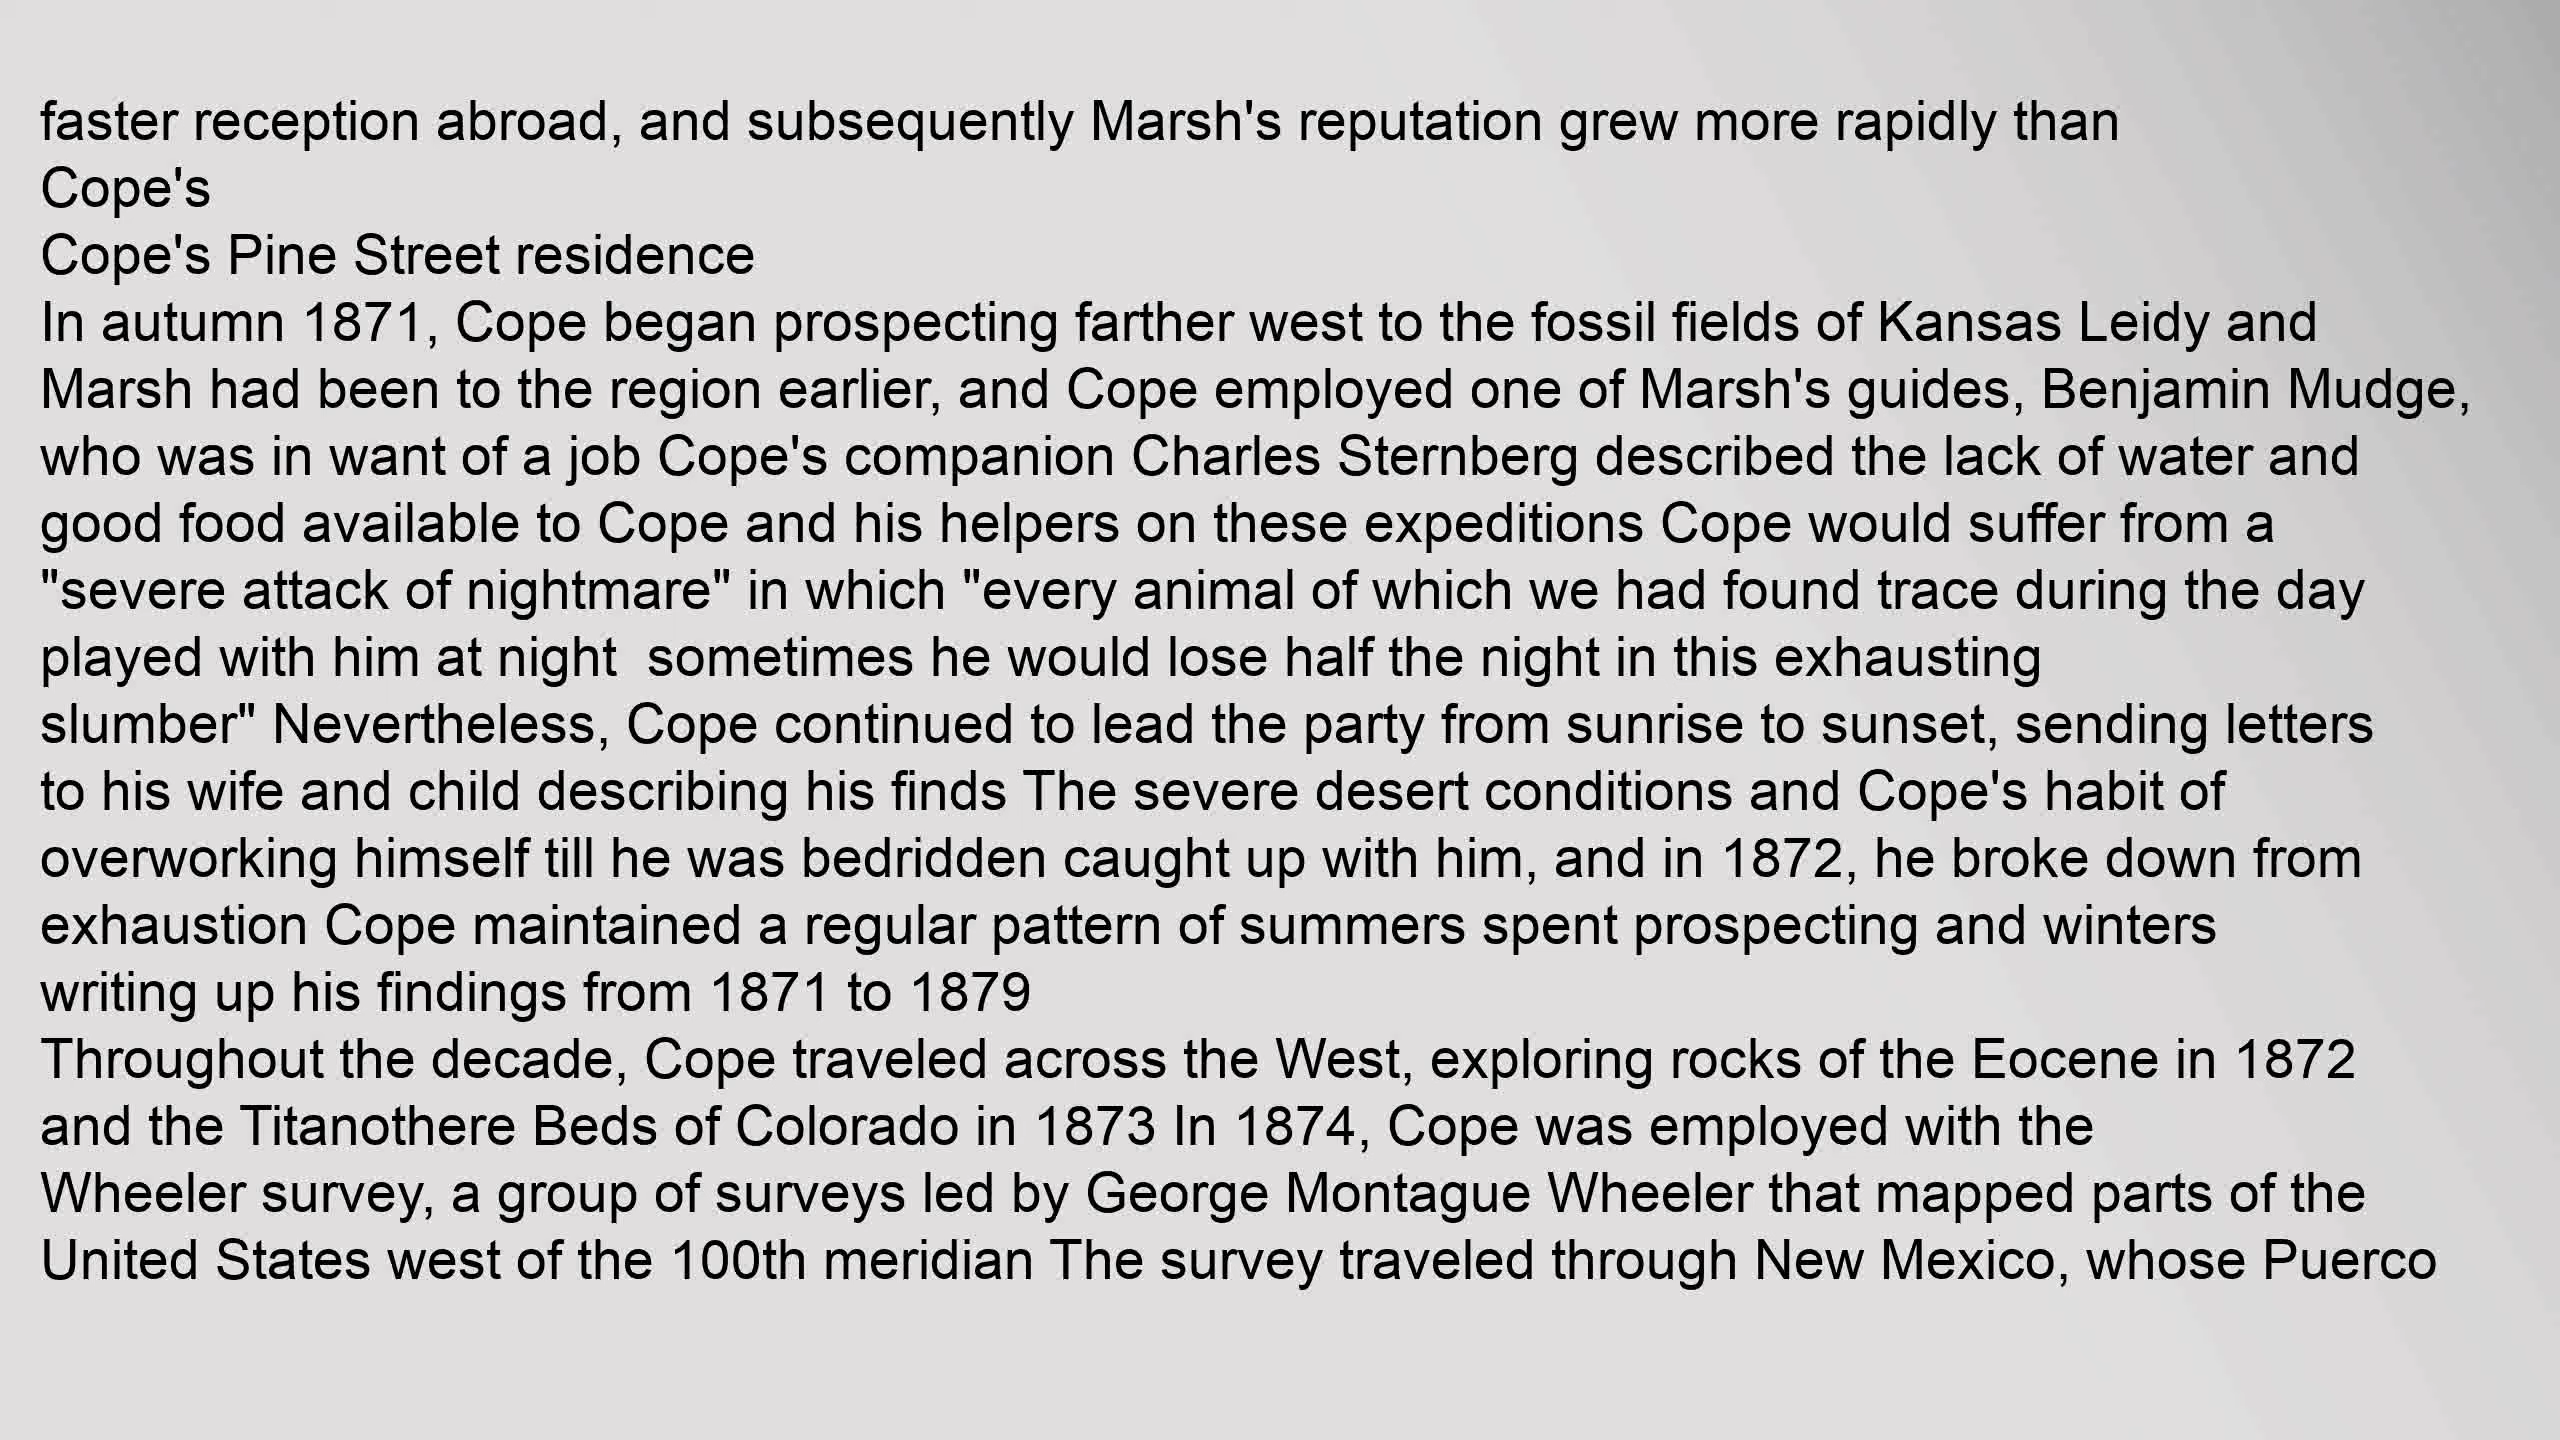 faster reception abroad, and subsequently Marsh's reputation grew more rapidly than
Cope's
Cope's Pine Street residence
In autumn 1871, Cope began prospecting farther west to the fossil fields of Kansas Leidy and
Marsh had been to the region earlier, and Cope employed one of Marsh's guides, Benjamin Mudge,
who was in want of a job Cope's companion Charles Sternberg described the lack of water and
good food available to Cope and his helpers on these expeditions Cope would suffer from a
"severe attack of nightmare" in which "every animal of which we had found trace during the day
played with him at night  sometimes he would lose half the night in this exhausting
slumber" Nevertheless, Cope continued to lead the party from sunrise to sunset, sending letters
to his wife and child describing his finds The severe desert conditions and Cope's habit of
overworking himself till he was bedridden caught up with him, and in 1872, he broke down from
exhaustion Cope maintained a regular pattern of summers spent prospecting and winters
writing up his findings from 1871 to 1879
Throughout the decade, Cope traveled across the West, exploring rocks of the Eocene in 1872
and the Titanothere Beds of Colorado in 1873 In 1874, Cope was employed with the
Wheeler survey, a group of surveys led by George Montague Wheeler that mapped parts of the
United States west of the 100th meridian The survey traveled through New Mexico, whose Puerco